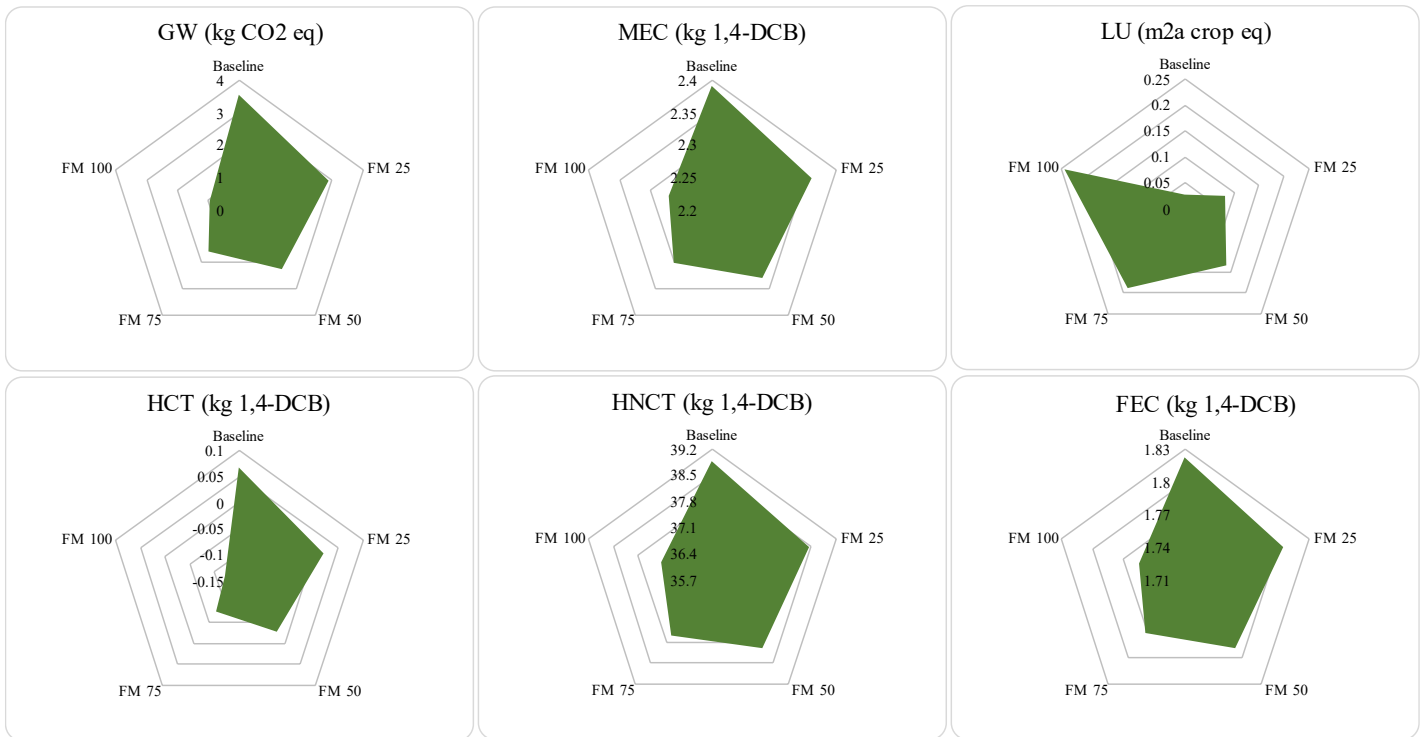 GW (kg CO2 eq)
Baseline
4
3
2
1
0
FM 100
FM 25
FM 75
FM 50
MEC (kg 1,4-DCB)
Baseline
2.4
2.35
2.3
2.25
2.2
FM 100
FM 25
FM 75
FM 50
LU (m2a crop eq)
Baseline
0.25
0.2
0.15
0.1
0.05
0
FM 100
FM 25
FM 75
FM 50
HCT (kg 1,4-DCB)
Baseline
0.1
0.05
0
-0.05
-0.1
-0.15
FM 100
FM 25
FM 75
FM 50
HNCT (kg 1,4-DCB)
Baseline
39.2
38.5
37.8
37.1
36.4
35.7
FM 100
FM 25
FM 75
FM 50
FEC (kg 1,4-DCB)
Baseline
1.83
1.8
1.77
1.74
1.71
FM 100
FM 25
FM 75
FM 50